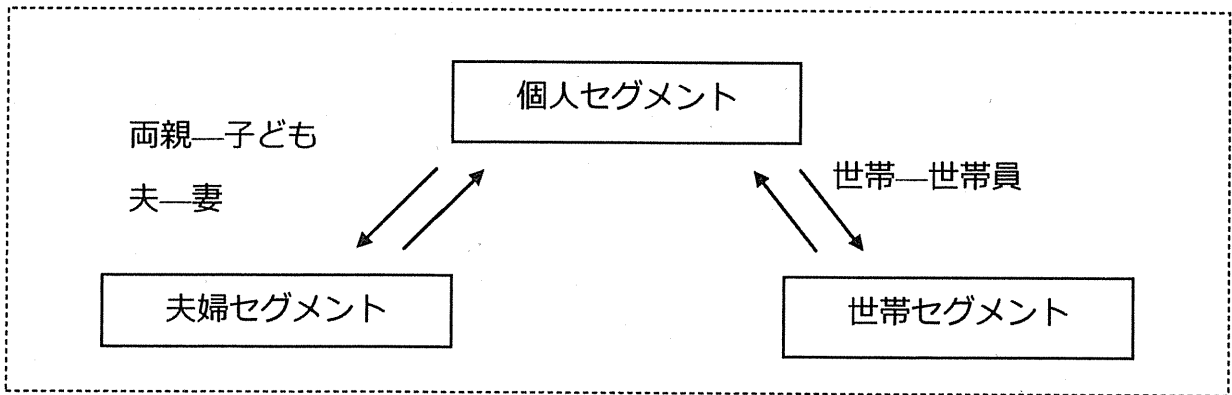 個人セグメント
両親―子ども
夫―妻
世帯―世帯員
夫婦セグメント
世帯セグメント